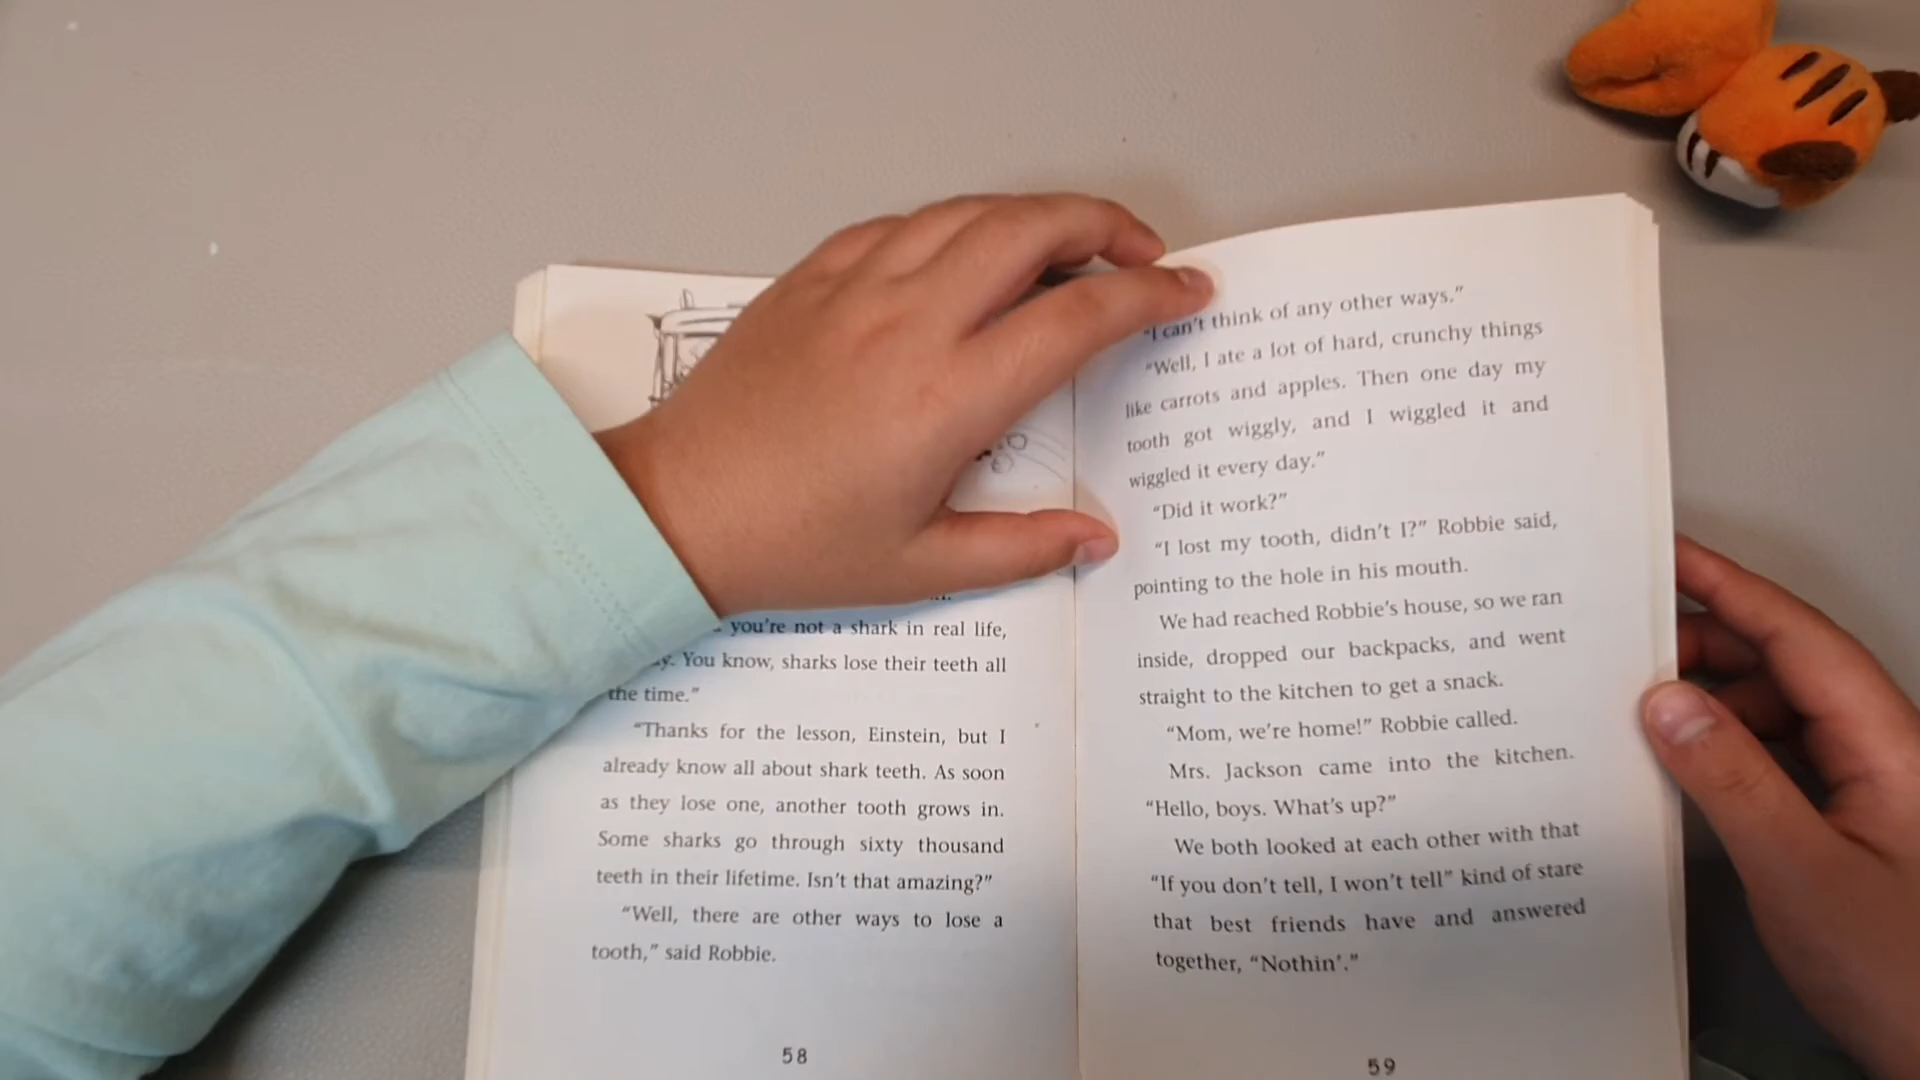 you're not a shark in real life,
You know, sharks lose their teeth all
the time.”
“Thanks for the lesson, Einstein, but I
already know all about shark teeth. As soon
as they lose one, another tooth grows in.
Some sharks go through sixty thousand
teeth in their lifetime. Isn't that amazing?”
“Well, there are other ways to lose a
tooth,” said Robbie.
58
“I can't think of any other ways.”
“Well, I ate a lot of hard, crunchy things
like carrots and apples. Then one day my
tooth got wiggly, and I wiggled it and
wiggled it every day.”
“Did it work?”
“I lost my tooth, didn't I?” Robbie said,
pointing to the hole in his mouth.
We had reached Robbie's house, so we ran
inside, dropped our backpacks, and went
straight to the kitchen to get a snack.
“Mom, we're home!” Robbie called.
Mrs. Jackson came into the kitchen.
“Hello, boys. What's up?”
We both looked at each other with that
“If you don't tell, I won't tell” kind of stare
that best friends have and answered
together, “Nothin'.”
59